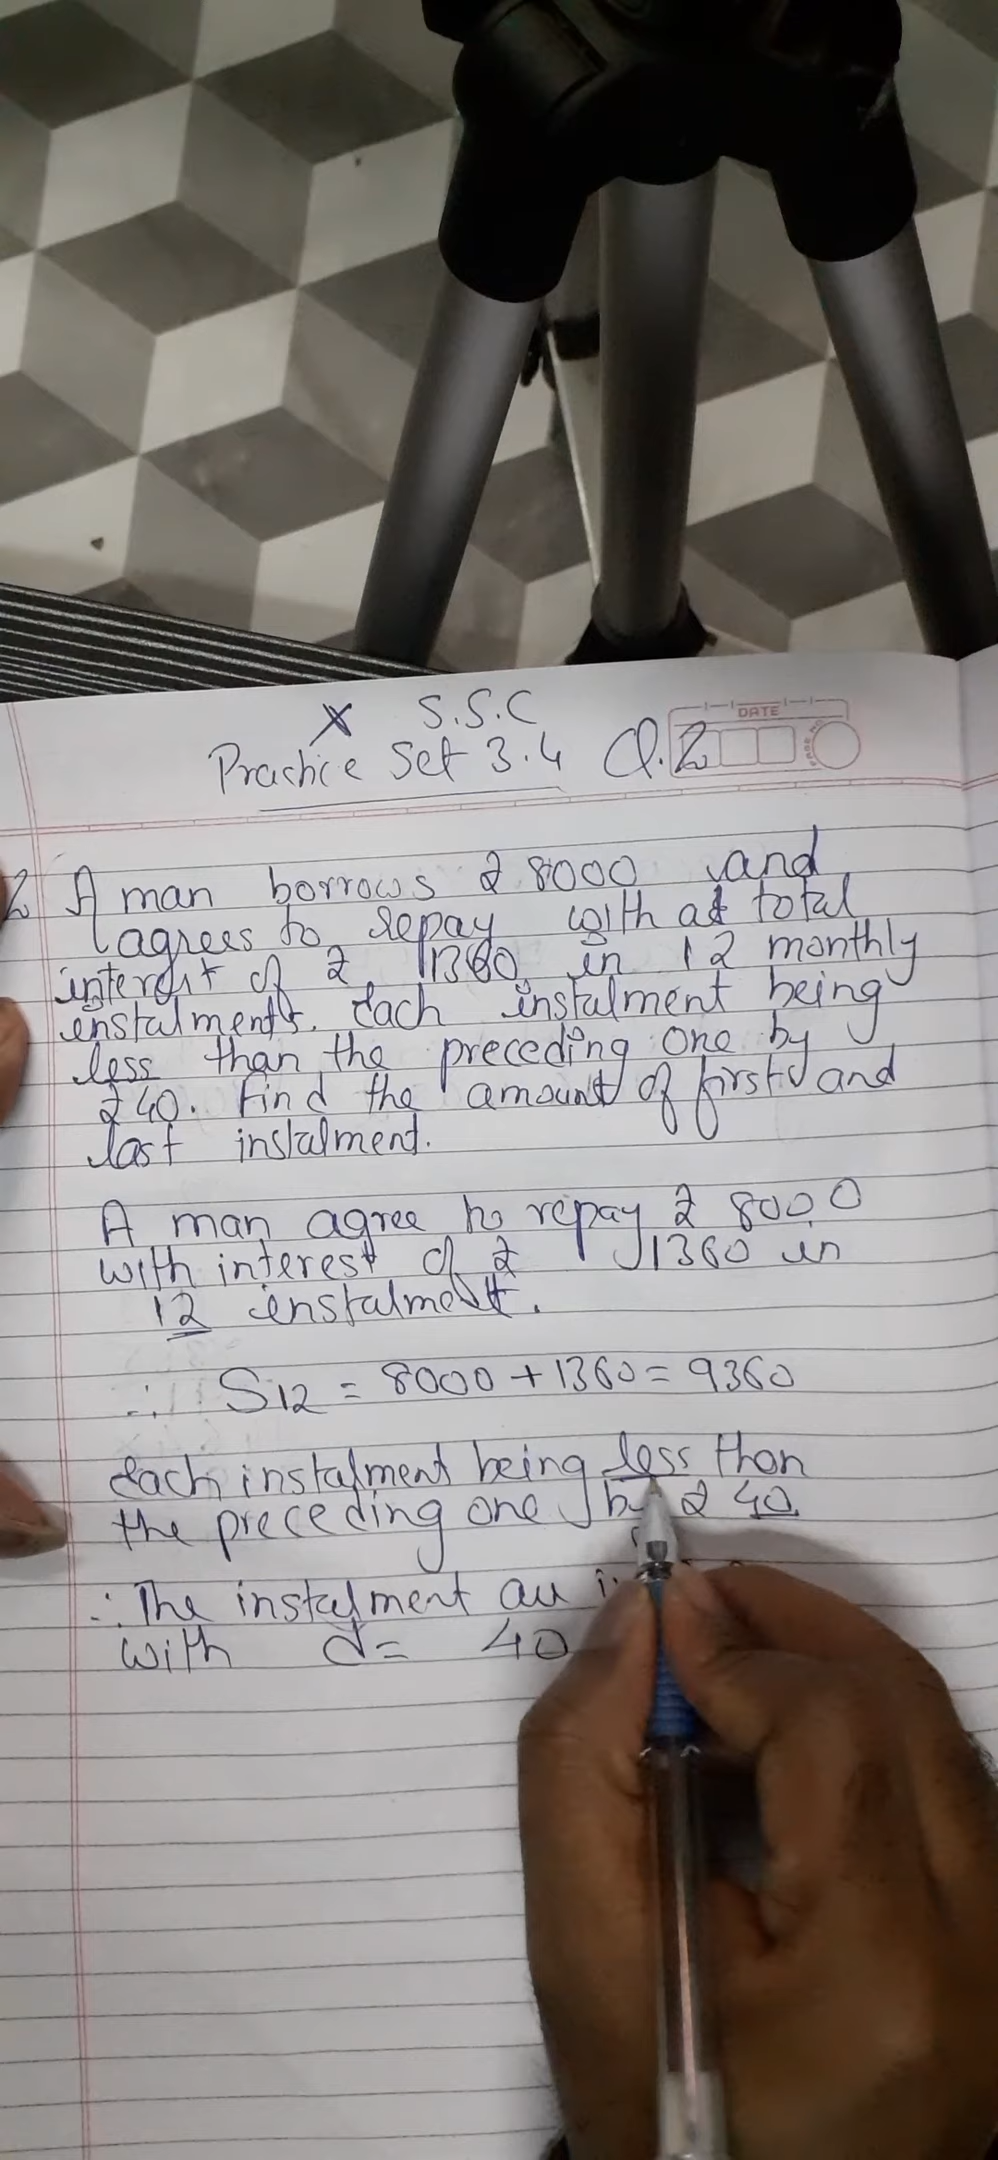 X S.S.C
DATE
Practice Set 3.4 Q.2
2 A man borrows ₹ 8000 and
agrees to repay with at total
interest of ₹ 1360 in 12 monthly
instalments. Each instalment being
less than the preceding one by
₹ 40. Find the amount of first and
last instalment.
A man agree to repay ₹ 8000
with interest of ₹ 1360 in
12 instalment.
∴ S12 = 8000 + 1360 = 9360
Each instalment being less than
the preceding one by ₹ 40
∴ The instalment are
with d = 40